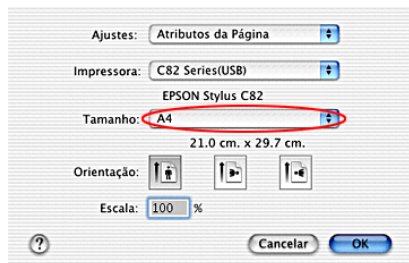 Ajustes: Atributos da Página
Impressora: C82 Series(USB)
EPSON Stylus C82
Tamanho: A4
21.0 cm. x 29.7 cm.
Orientação:
Escala: 100 %
? Cancelar OK